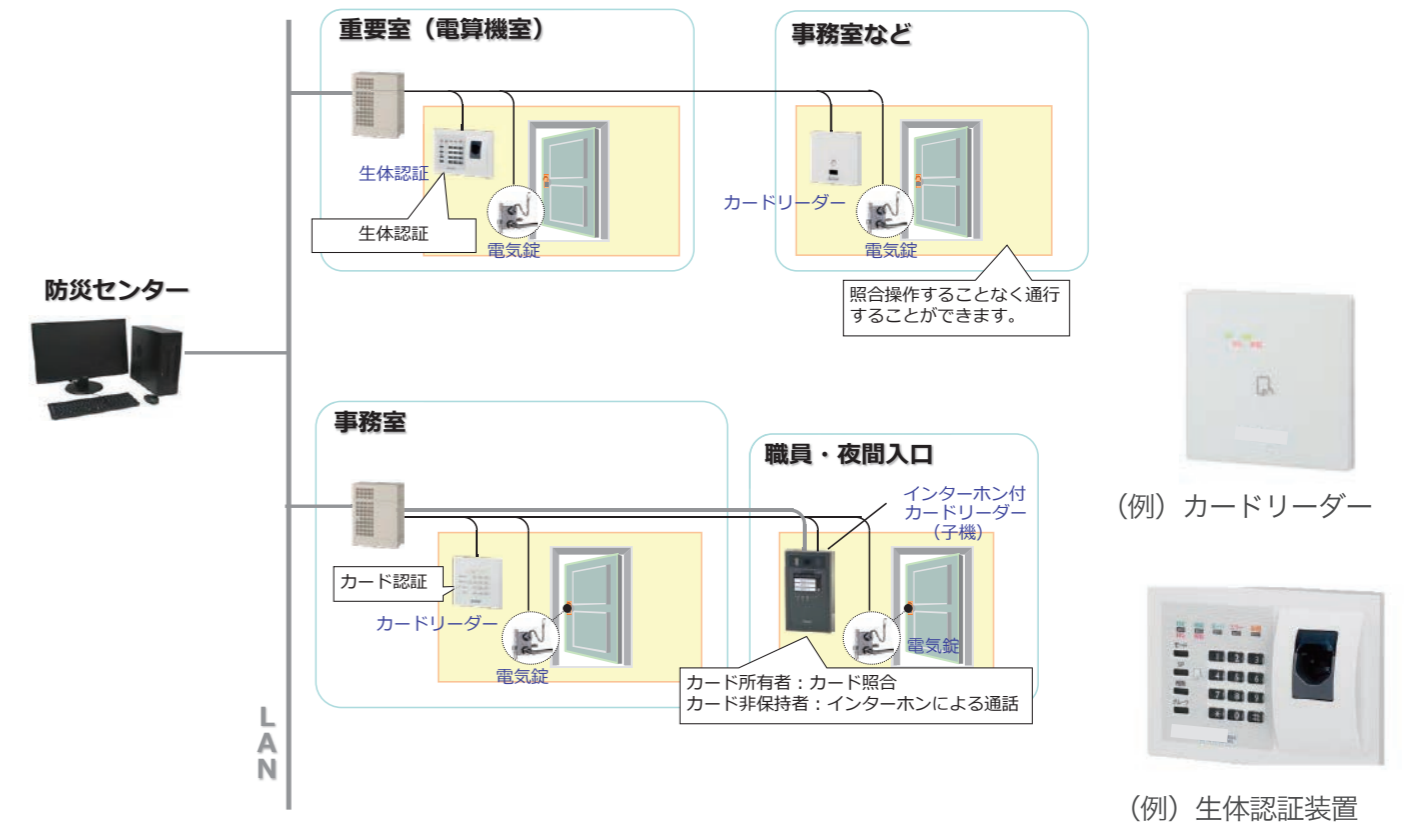 重要室（電算機室）
生体認証
生体認証
電気錠
事務室など
カードリーダー
電気錠
照合操作することなく通行
することができます。
防災センター
事務室
カード認証
カードリーダー
電気錠
職員・夜間入口
インターホン付
カードリーダー
（子機）
電気錠
カード所有者：カード照合
カード非保持者：インターホンによる通話
LAN
（例）カードリーダー
（例）生体認証装置